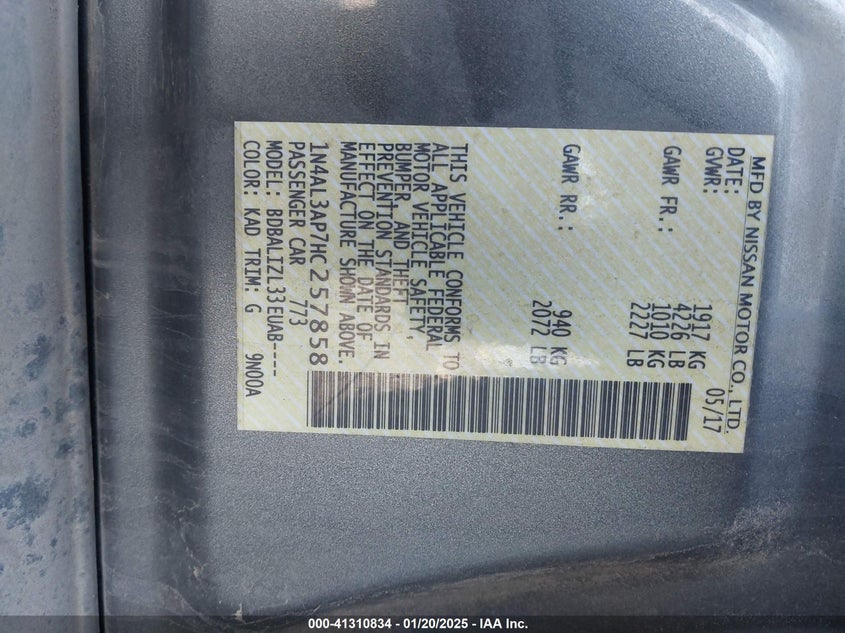 MFD BY NISSAN MOTOR CO., LTD.
DATE: 05/17
GVWR: 1917 KG
4226 LB
GAWR FR.: 1010 KG
2227 LB
GAWR RR.: 940 KG
2072 LB
THIS VEHICLE CONFORMS TO
ALL APPLICABLE FEDERAL
MOTOR VEHICLE SAFETY,
BUMPER, AND THEFT
PREVENTION STANDARDS IN
EFFECT ON THE DATE OF
MANUFACTURE SHOWN ABOVE.
1N4AL3AP7HC257858
PASSENGER CAR 773
MODEL: BDBALIZL33EUAB----
COLOR: KAD TRIM: G 9N00A
000-41310834 - 01/20/2025 - IAA Inc.